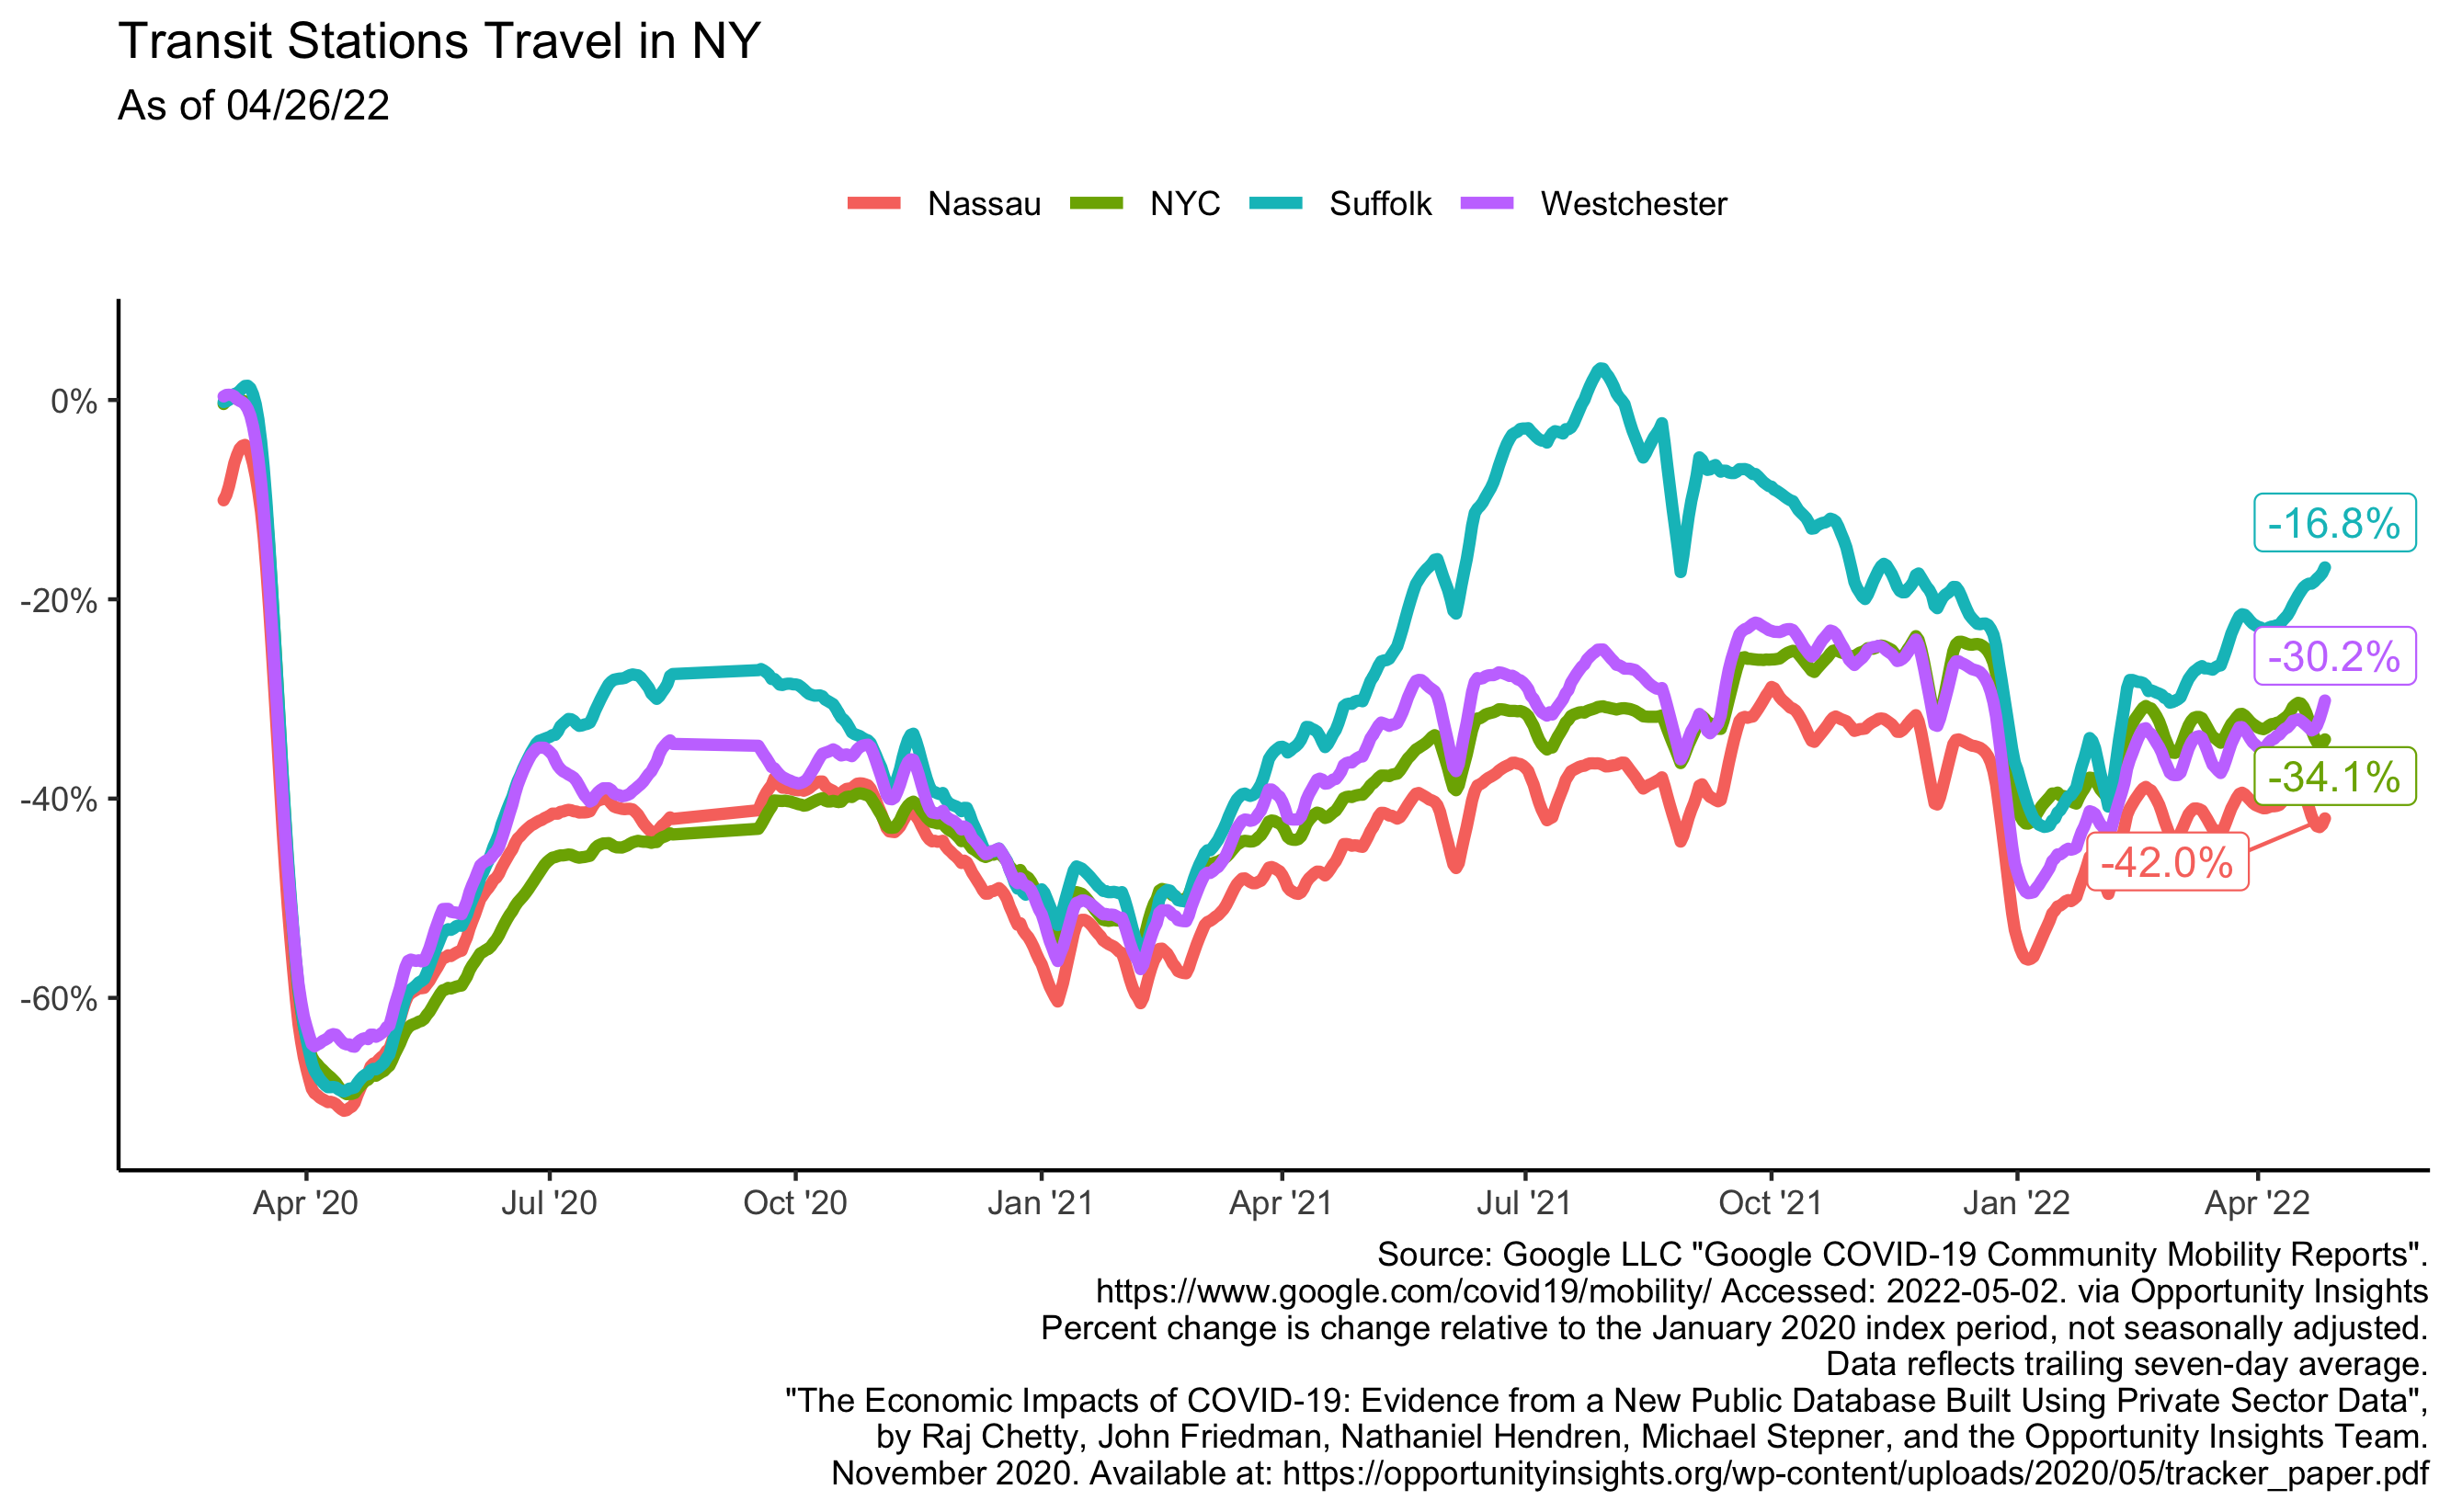 Transit Stations Travel in NY
As of 04/26/22
Nassau NYC Suffolk Westchester
0%
-20%
-40%
-60%
-16.8%
-30.2%
-34.1%
-42.0%
Apr '20 Jul '20 Oct '20 Jan '21 Apr '21 Jul '21 Oct '21 Jan '22 Apr '22
Source: Google LLC "Google COVID-19 Community Mobility Reports".
https://www.google.com/covid19/mobility/ Accessed: 2022-05-02. via Opportunity Insights
Percent change is change relative to the January 2020 index period, not seasonally adjusted.
Data reflects trailing seven-day average.
"The Economic Impacts of COVID-19: Evidence from a New Public Database Built Using Private Sector Data",
by Raj Chetty, John Friedman, Nathaniel Hendren, Michael Stepner, and the Opportunity Insights Team.
November 2020. Available at: https://opportunityinsights.org/wp-content/uploads/2020/05/tracker_paper.pdf